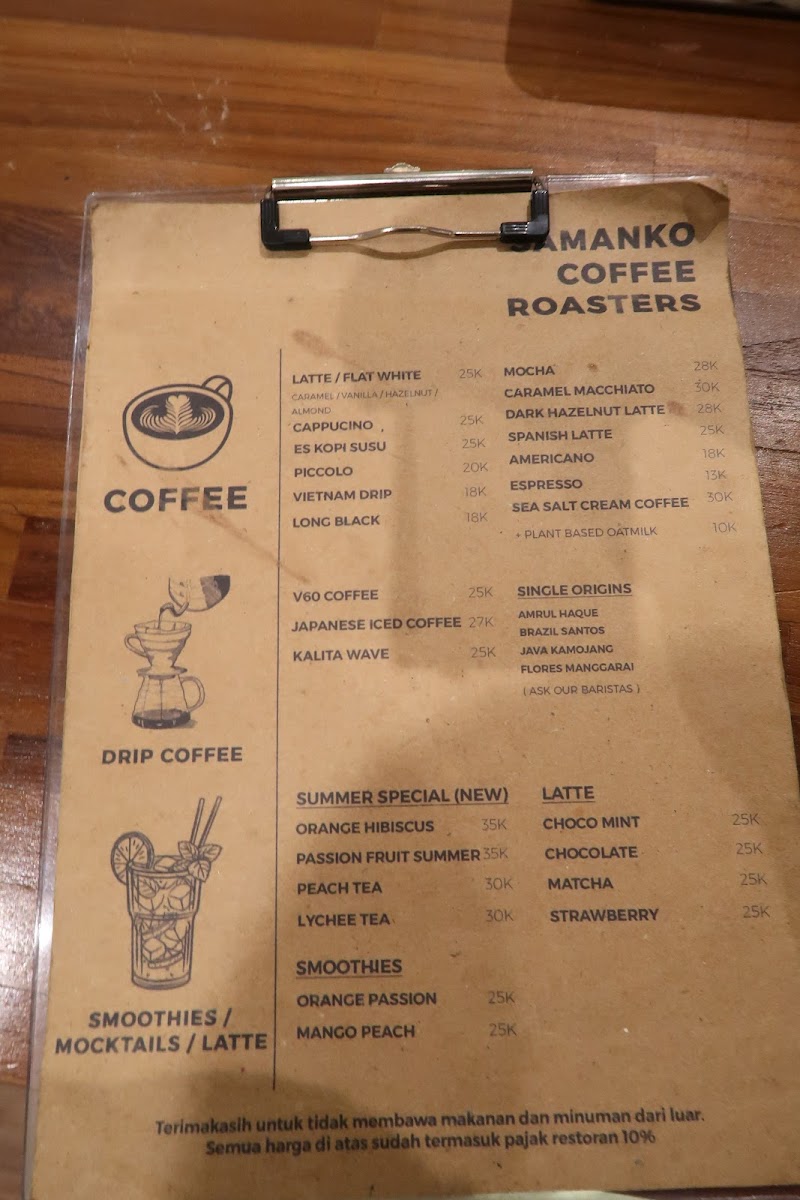 SAMANKO
COFFEE
ROASTERS
COFFEE
LATTE / FLAT WHITE 25K
CARAMEL / VANILLA / HAZELNUT /
ALMOND
CAPPUCINO 25K
ES KOPI SUSU 25K
PICCOLO 20K
VIETNAM DRIP 18K
LONG BLACK 18K
MOCHA 28K
CARAMEL MACCHIATO 30K
DARK HAZELNUT LATTE 28K
SPANISH LATTE 25K
AMERICANO 18K
ESPRESSO 13K
SEA SALT CREAM COFFEE 30K
+ PLANT BASED OATMILK 10K
DRIP COFFEE
V60 COFFEE 25K
JAPANESE ICED COFFEE 27K
KALITA WAVE 25K
SINGLE ORIGINS
AMRUL HAQUE
BRAZIL SANTOS
JAVA KAMOJANG
FLORES MANGGARAI
( ASK OUR BARISTAS )
SMOOTHIES /
MOCKTAILS / LATTE
SUMMER SPECIAL (NEW)
ORANGE HIBISCUS 35K
PASSION FRUIT SUMMER 35K
PEACH TEA 30K
LYCHEE TEA 30K
LATTE
CHOCO MINT 25K
CHOCOLATE 25K
MATCHA 25K
STRAWBERRY 25K
SMOOTHIES
ORANGE PASSION 25K
MANGO PEACH 25K
Terimakasih untuk tidak membawa makanan dan minuman dari luar.
Semua harga di atas sudah termasuk pajak restoran 10%